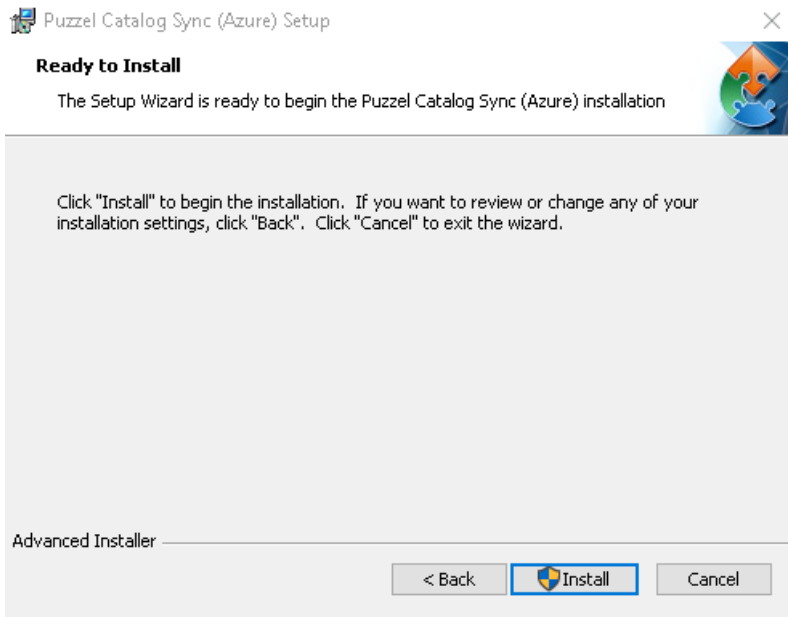 Puzzel Catalog Sync (Azure) Setup
Ready to Install
The Setup Wizard is ready to begin the Puzzel Catalog Sync (Azure) installation
Click "Install" to begin the installation.  If you want to review or change any of your
installation settings, click "Back".  Click "Cancel" to exit the wizard.
Advanced Installer
< Back
Install
Cancel